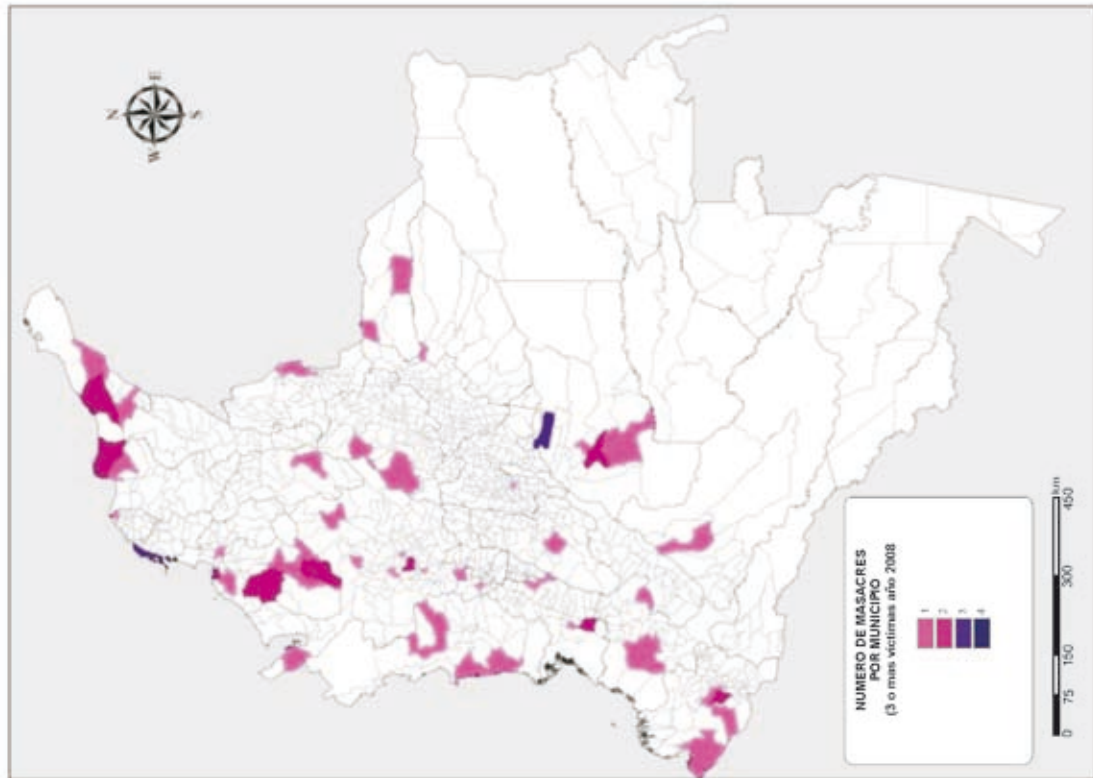 N
E
S
W
NUMERO DE MASACRES
POR MUNICIPIO
(3 o mas victimas año 2008
1
2
3
4
0 75 150 300 450
km